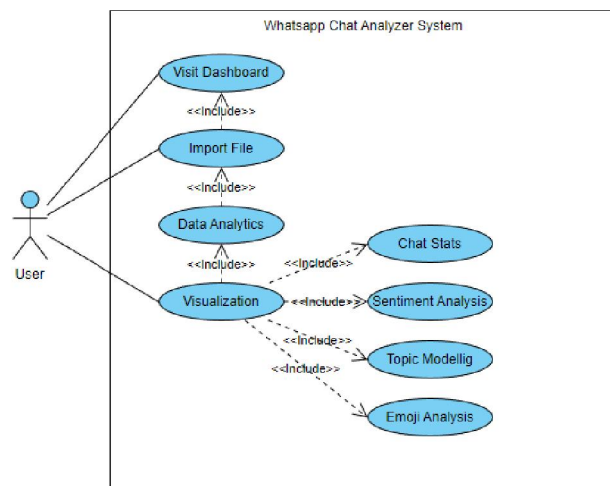 Whatsapp Chat Analyzer System
Visit Dashboard
<<Include>>
Import File
<<Include>>
Data Analytics
<<Include>>
Visualization
User
<<Include>>
Chat Stats
<<Include>>
Sentiment Analysis
<<Include>>
Topic Modellig
<<Include>>
Emoji Analysis